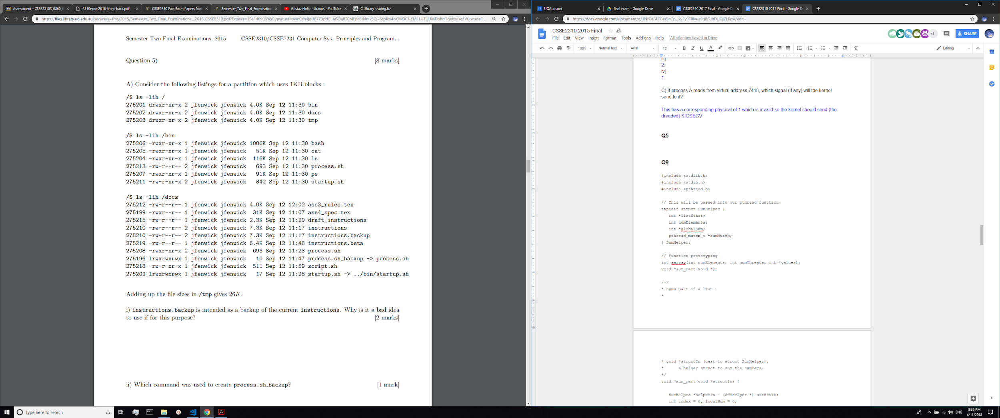 Assessment – CSSE2310S_6860_
2310exam2018-front-back.pdf
CSSE2310 Past Exam Papers from
Semester_Two_Final_Examination
Gustav Holst - Uranus - YouTube
C Library <string.h>
Semester Two Final Examinations, 2015 CSSE2310/CSSE7231 Computer Sys. Principles and Program...
Question 5) [8 marks]
A) Consider the following listings for a partition which uses 1KB blocks :
/$ ls -lih /
275201 drwxr-xr-x 2 jfenwick jfenwick 4.0K Sep 12 11:30 bin
275202 drwxr-xr-x 2 jfenwick jfenwick 4.0K Sep 12 11:30 docs
275203 drwxr-xr-x 2 jfenwick jfenwick 4.0K Sep 12 11:30 tmp
/$ ls -lih /bin
275206 -rwxr-xr-x 1 jfenwick jfenwick 1006K Sep 12 11:30 bash
275205 -rwxr-xr-x 1 jfenwick jfenwick 51K Sep 12 11:30 cat
275204 -rwxr-xr-x 1 jfenwick jfenwick 116K Sep 12 11:30 ls
275213 -rw-r--r-- 2 jfenwick jfenwick 693 Sep 12 11:30 process.sh
275207 -rwxr-xr-x 1 jfenwick jfenwick 91K Sep 12 11:30 ps
275211 -rw-r-xr-x 2 jfenwick jfenwick 342 Sep 12 11:30 startup.sh
/$ ls -lih /docs
275212 -rw-r--r-- 1 jfenwick jfenwick 4.0K Sep 12 12:02 ass3_rules.tex
275199 -rwxr--r-- 1 jfenwick jfenwick 31K Sep 12 11:07 ass4_spec.tex
275215 -rw-r--r-- 1 jfenwick jfenwick 2.3K Sep 12 11:29 draft_instructions
275210 -rw-r--r-- 2 jfenwick jfenwick 7.3K Sep 12 11:17 instructions
275210 -rw-r--r-- 2 jfenwick jfenwick 7.3K Sep 12 11:17 instructions.backup
275219 -rw-r--r-- 1 jfenwick jfenwick 6.4K Sep 12 11:48 instructions.beta
275208 -rwxr-xr-x 2 jfenwick jfenwick 693 Sep 12 11:23 process.sh
275196 lrwxrwxrwx 1 jfenwick jfenwick 10 Sep 12 11:47 process.sh_backup -> process.sh
275218 -rw-r-xr-x 1 jfenwick jfenwick 511 Sep 12 11:59 script.sh
275209 lrwxrwxrwx 1 jfenwick jfenwick 17 Sep 12 11:28 startup.sh -> ../bin/startup.sh
Adding up the file sizes in /tmp gives 26K.
i) instructions.backup is intended as a backup of the current instructions. Why is it a bad idea
to use if for this purpose? [2 marks]
ii) Which command was used to create process.sh_backup? [1 mark]
UQAttic.net
final exam - Google Drive
CSSE2310 2017 Final - Google D
CSSE2310 2015 Final - Google D
https://docs.google.com/document/d/1NrCeF4ZCasSnCp_JkvFy9T0lw-s9g8OJhDJJQjZLRgA/edit
CSSE2310 2015 Final
File Edit View Insert Format Tools Add-ons Help All changes saved in Drive
+2
SHARE
100% Normal text Arial 12 B I U A Editing
iii)
2
iv)
1
C) If process A reads from virtual address 7418, which signal (if any) will the kernel
send to it?
This has a corresponding physical of 1 which is invalid so the kernel should send (the
dreaded) SIGSEGV
Q5
Q9
#include <stdlib.h>
#include <stdio.h>
#include <pthread.h>
// This will be passed into our pthread function
typedef struct SumHelper {
int *listStart;
int numElements;
int *globalSum;
pthread_mutex_t *sumMutex;
} SumHelper;
// Function prototyping
int sarray(int numElements, int numThreads, int *values);
void *sum_part(void *);
/**
* Sums part of a list.
*
* void *structIn (cast to struct SumHelper):
* A helper struct to sum the numbers.
*/
void *sum_part(void *structIn) {
SumHelper *helperIn = (SumHelper *) structIn;
int index = 0, localSum = 0;
Type here to search
ENG
8:36 PM
4/11/2018